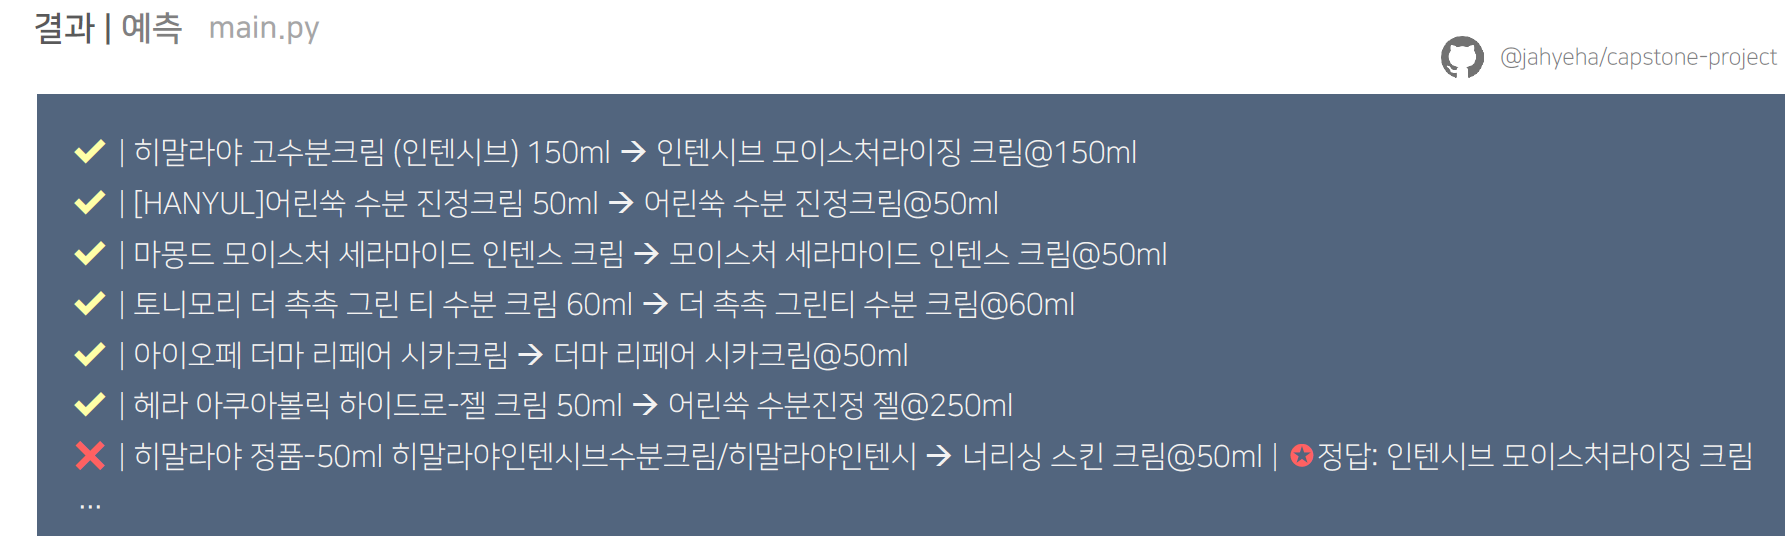 결과 | 예측 main.py
@jahyeha/capstone-project
✔ | 히말라야 고수분크림 (인텐시브) 150ml → 인텐시브 모이스처라이징 크림@150ml
✔ | [HANYUL]어린쑥 수분 진정크림 50ml → 어린쑥 수분 진정크림@50ml
✔ | 마몽드 모이스처 세라마이드 인텐스 크림 → 모이스처 세라마이드 인텐스 크림@50ml
✔ | 토니모리 더 촉촉 그린 티 수분 크림 60ml → 더 촉촉 그린티 수분 크림@60ml
✔ | 아이오페 더마 리페어 시카크림 → 더마 리페어 시카크림@50ml
✔ | 헤라 아쿠아볼릭 하이드로-젤 크림 50ml → 어린쑥 수분진정 젤@250ml
✖ | 히말라야 정품-50ml 히말라야인텐시브수분크림/히말라야인텐시 → 너리싱 스킨 크림@50ml | ✪정답: 인텐시브 모이스처라이징 크림
...